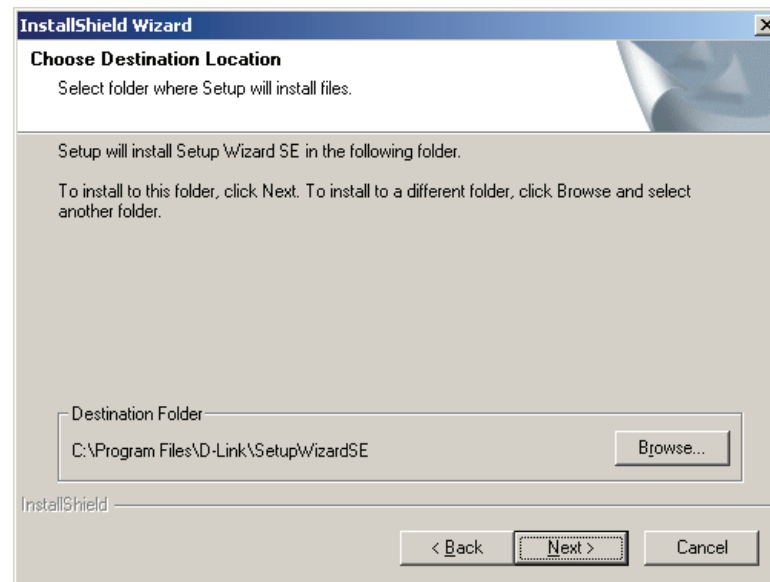 InstallShield Wizard
Choose Destination Location
Select folder where Setup will install files.
Setup will install Setup Wizard SE in the following folder.
To install to this folder, click Next. To install to a different folder, click Browse and select
another folder.
Destination Folder
C:\Program Files\D-Link\SetupWizardSE
Browse...
InstallShield
< Back
Next >
Cancel